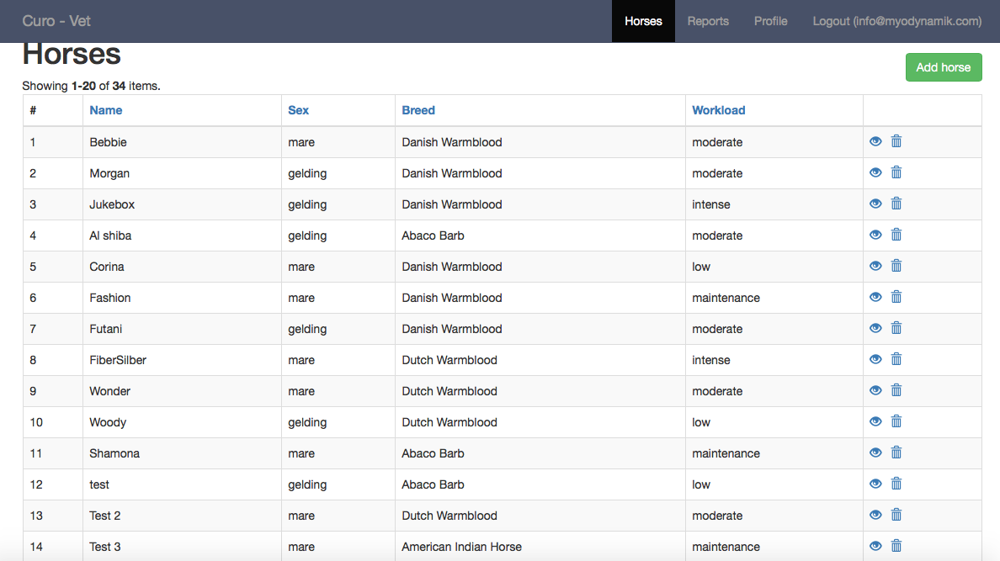 Curo - Vet Horses Reports Profile Logout (info@myodynamik.com)
Horses
Add horse
Showing 1-20 of 34 items.
# Name Sex Breed Workload
1 Bebbie mare Danish Warmblood moderate
2 Morgan gelding Danish Warmblood moderate
3 Jukebox gelding Danish Warmblood intense
4 Al shiba gelding Abaco Barb moderate
5 Corina mare Danish Warmblood low
6 Fashion mare Danish Warmblood maintenance
7 Futani gelding Danish Warmblood moderate
8 FiberSilber mare Dutch Warmblood intense
9 Wonder mare Dutch Warmblood moderate
10 Woody gelding Dutch Warmblood low
11 Shamona mare Abaco Barb maintenance
12 test gelding Abaco Barb low
13 Test 2 mare Dutch Warmblood moderate
14 Test 3 mare American Indian Horse maintenance